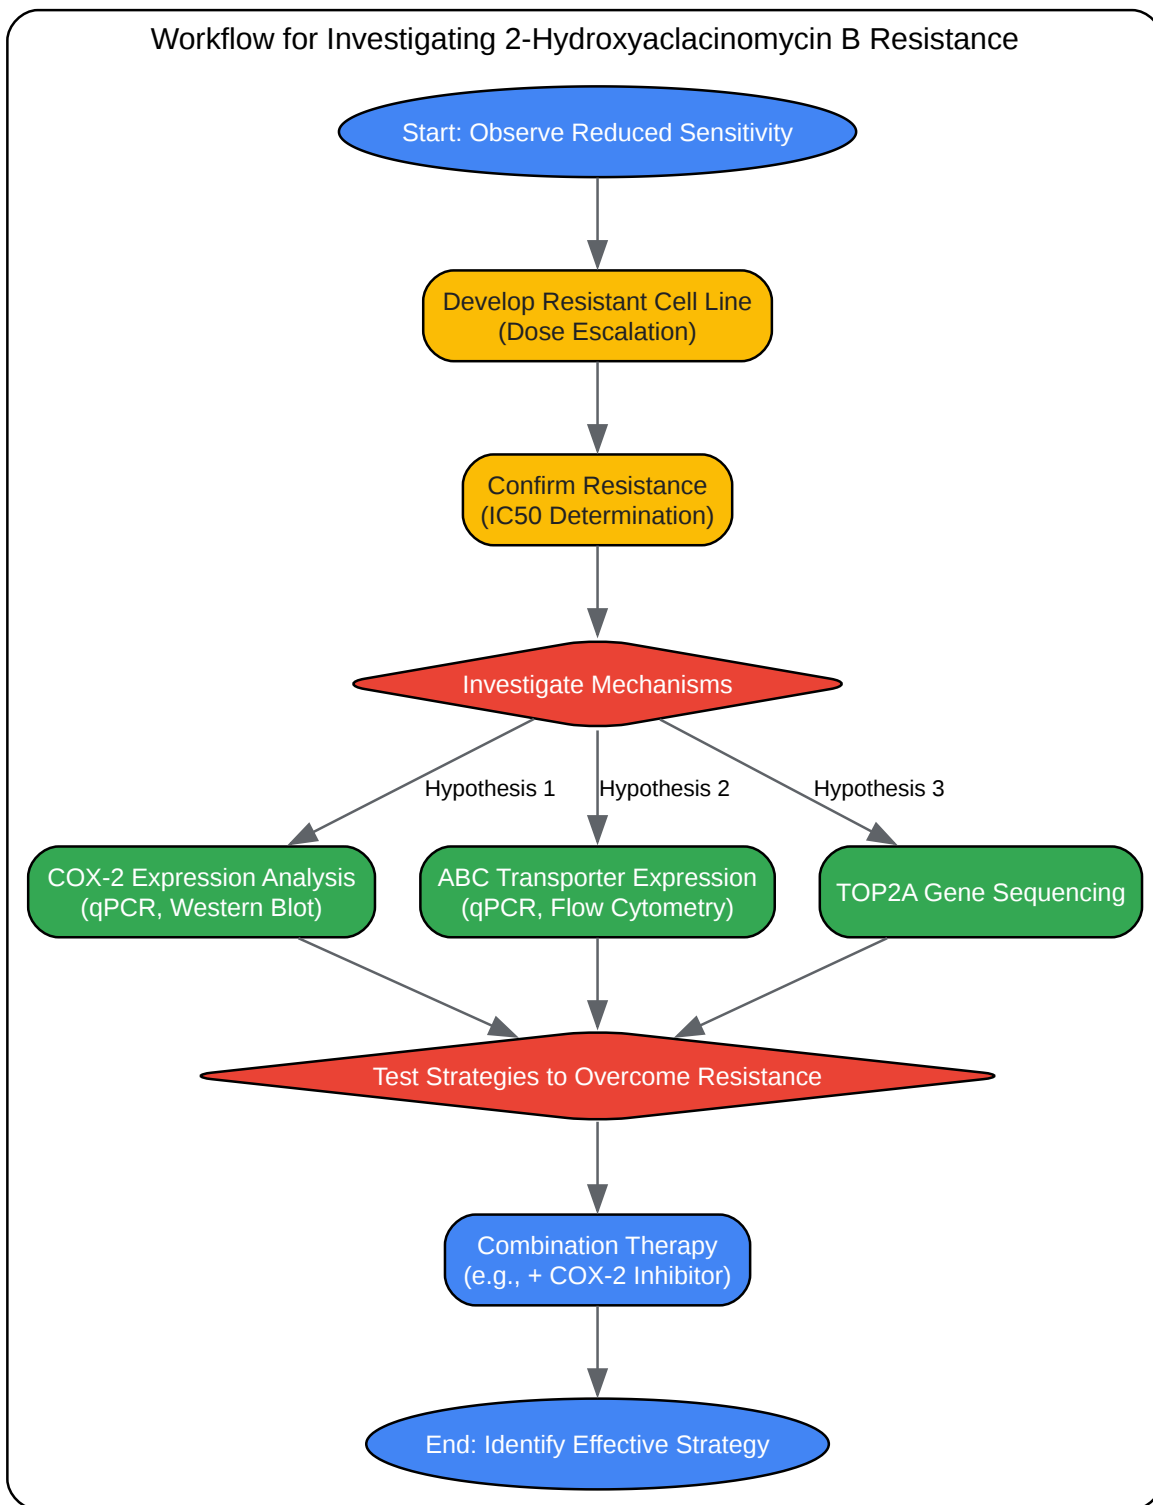 Workflow for Investigating 2-Hydroxyaclacinomycin B Resistance
Start: Observe Reduced Sensitivity
Develop Resistant Cell Line
(Dose Escalation)
Confirm Resistance
(IC50 Determination)
Investigate Mechanisms
Hypothesis 1
Hypothesis 2
Hypothesis 3
COX-2 Expression Analysis
(qPCR, Western Blot)
ABC Transporter Expression
(qPCR, Flow Cytometry)
TOP2A Gene Sequencing
Test Strategies to Overcome Resistance
Combination Therapy
(e.g., + COX-2 Inhibitor)
End: Identify Effective Strategy